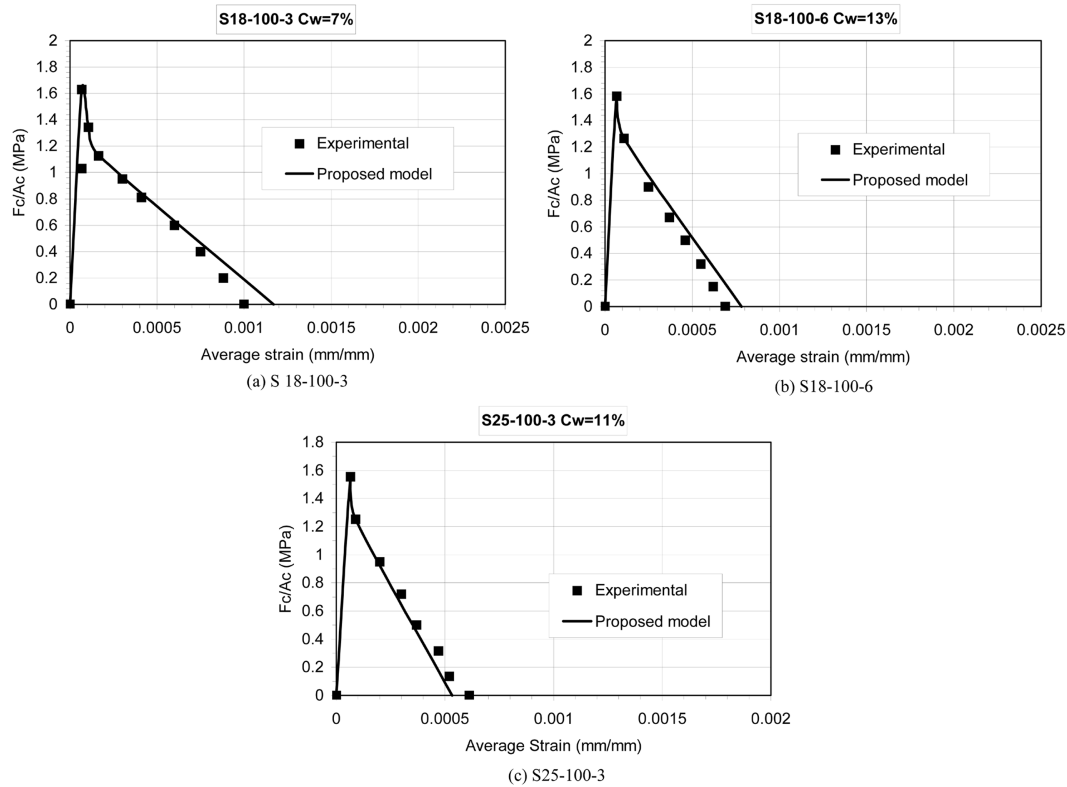 S18-100-3 Cw=7%
2
1.8
1.6
1.4
1.2
1
0.8
0.6
0.4
0.2
0
Fc/Ac (MPa)
Experimental
Proposed model
0 0.0005 0.001 0.0015 0.002 0.0025
Average strain (mm/mm)
(a) S 18-100-3
S18-100-6 Cw=13%
2
1.8
1.6
1.4
1.2
1
0.8
0.6
0.4
0.2
0
Fc/Ac (MPa)
Experimental
Proposed model
0 0.0005 0.001 0.0015 0.002 0.0025
Average strain (mm/mm)
(b) S18-100-6
S25-100-3 Cw=11%
1.8
1.6
1.4
1.2
1
0.8
0.6
0.4
0.2
0
Fc/Ac (MPa)
Experimental
Proposed model
0 0.0005 0.001 0.0015 0.002
Average Strain (mm/mm)
(c) S25-100-3